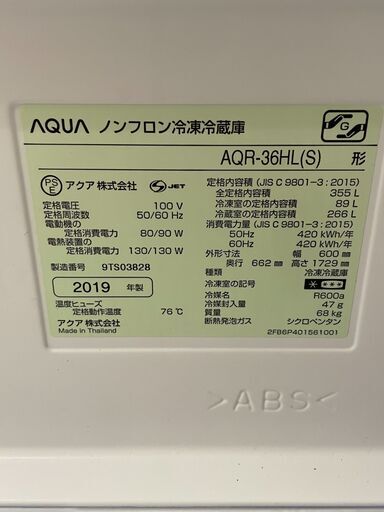 AQUA ノンフロン冷凍冷蔵庫
G
AQR-36HL(S) 形
PS E アクア株式会社 S JET
定格電圧 100 V
定格周波数 50/60 Hz
電動機の
定格消費電力 80/90 W
電熱装置の
定格消費電力 130/130 W
製造番号 9TS03828
2019 年製
温度ヒューズ
定格動作温度 76℃
アクア株式会社
Made in Thailand
定格内容積 (JIS C 9801-3 : 2015)
全定格内容積 355 L
冷凍室の定格内容積 89 L
冷蔵室の定格内容積 266 L
消費電力量 (JIS C 9801-3 : 2015)
50Hz 420 kWh/年
60Hz 420 kWh/年
外形寸法 幅 600 mm
奥行 662 mm 高さ 1729 mm
種類 冷凍冷蔵庫
冷凍室の記号
冷媒名 R600a
冷媒封入量 47 g
質量 68 kg
断熱発泡ガス シクロペンタン
2FB6P401561001
>ABS<